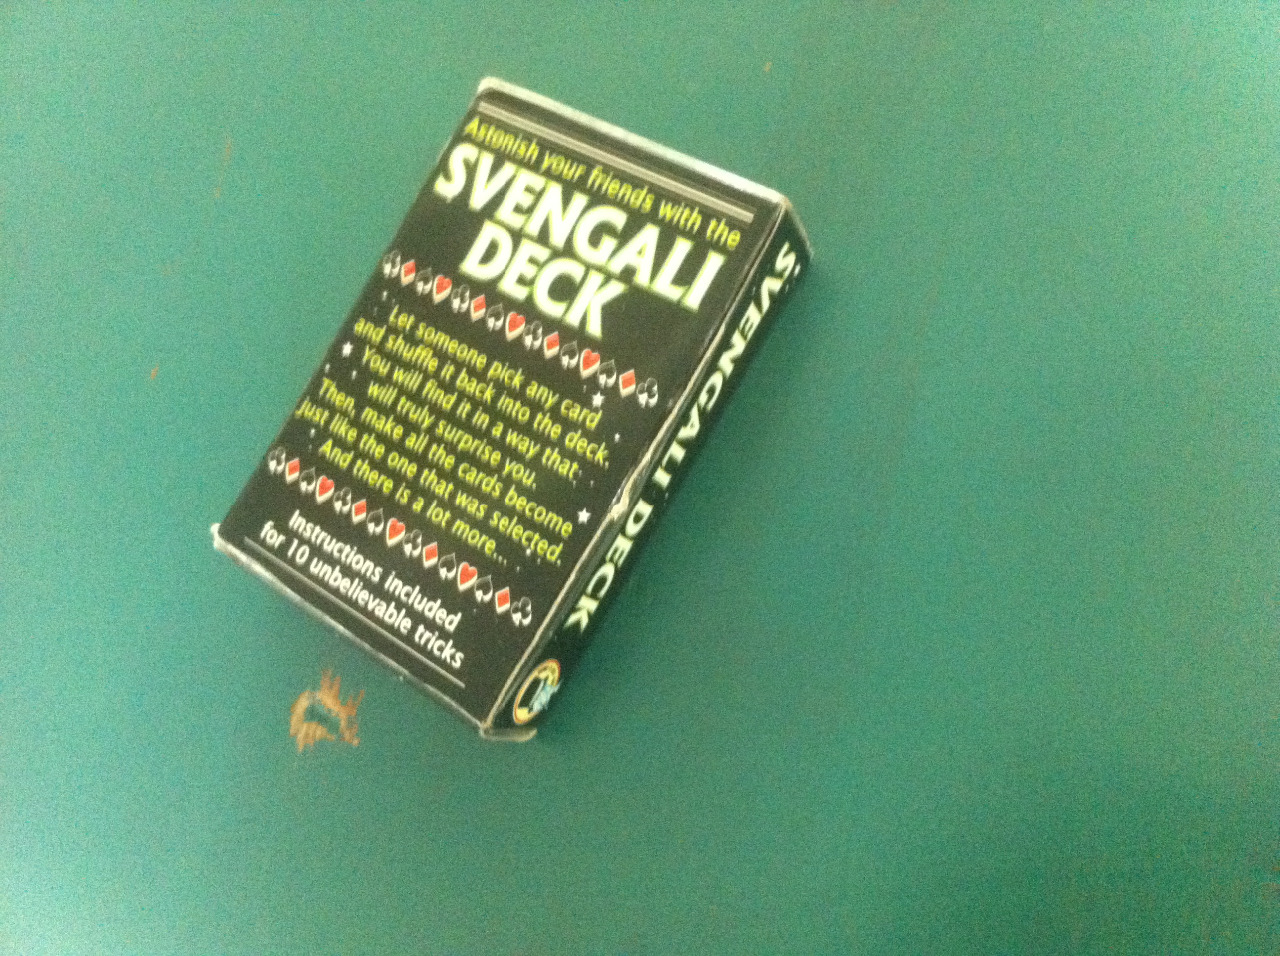 Astonish your friends with the
SVENGALI
DECK
Let someone pick any card
and shuffle it back into the deck.
You will find it in a way that
will truly surprise you.
Then, make all the cards become
just like the one that was selected.
And there is a lot more...
Instructions included
for 10 unbelievable tricks
SVENGALI DECK